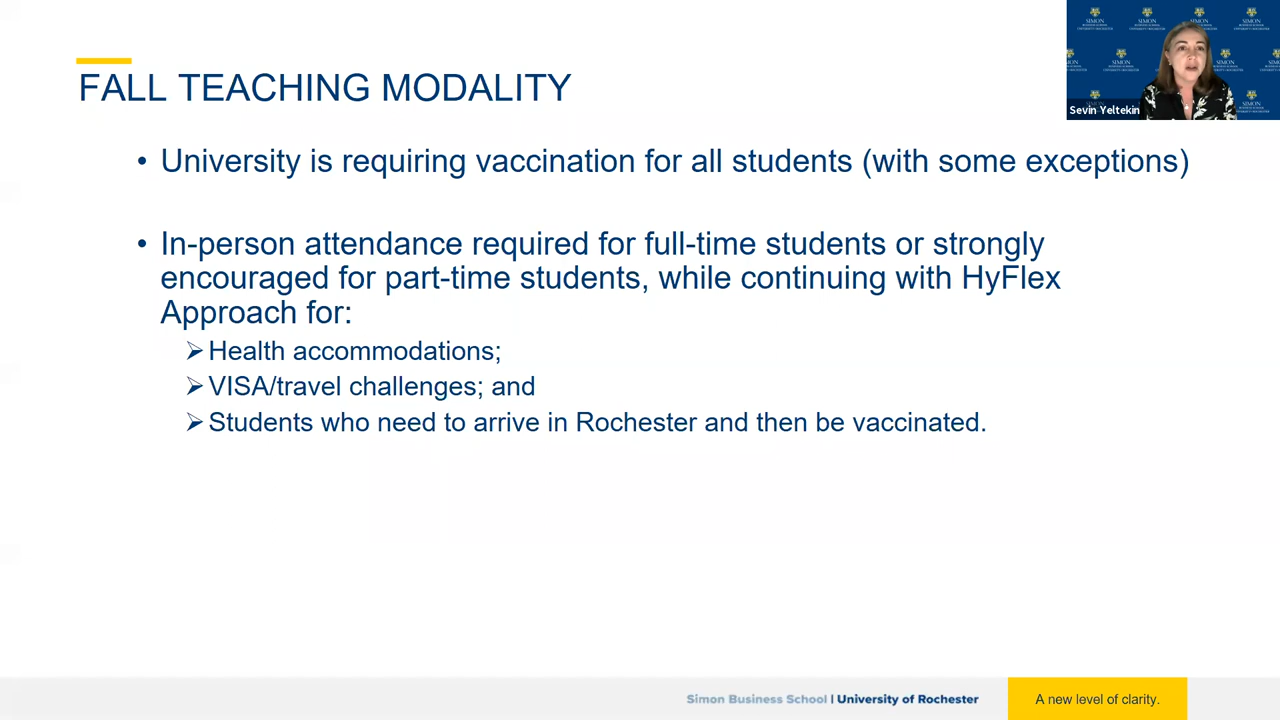 FALL TEACHING MODALITY
SIMON
Sevin Yeltekin
• University is requiring vaccination for all students (with some exceptions)
• In-person attendance required for full-time students or strongly
encouraged for part-time students, while continuing with HyFlex
Approach for:
➢ Health accommodations;
➢ VISA/travel challenges; and
➢ Students who need to arrive in Rochester and then be vaccinated.
Simon Business School | University of Rochester
A new level of clarity.